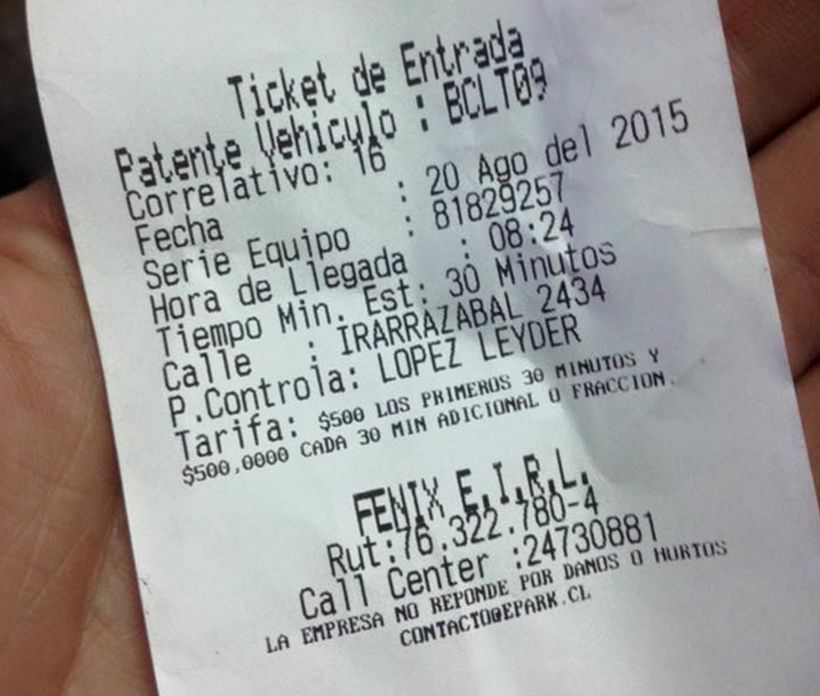 Ticket de Entrada
Patente Vehiculo : BCLT09
Correlativo: 16
Fecha : 20 Ago del 2015
Serie Equipo : 81829257
Hora de Llegada : 08:24
Tiempo Min. Est: 30 Minutos
Calle : IRARRAZABAL 2434
P.Controla: LOPEZ LEYDER
Tarifa: $500 LOS PRIMEROS 30 MINUTOS Y
$500,0000 CADA 30 MIN ADICIONAL O FRACCION.
FENIX E.I.R.L.
Rut:76.322.780-4
Call Center :24730881
LA EMPRESA NO REPONDE POR DANOS O HURTOS
CONTACTO@EPARK.CL